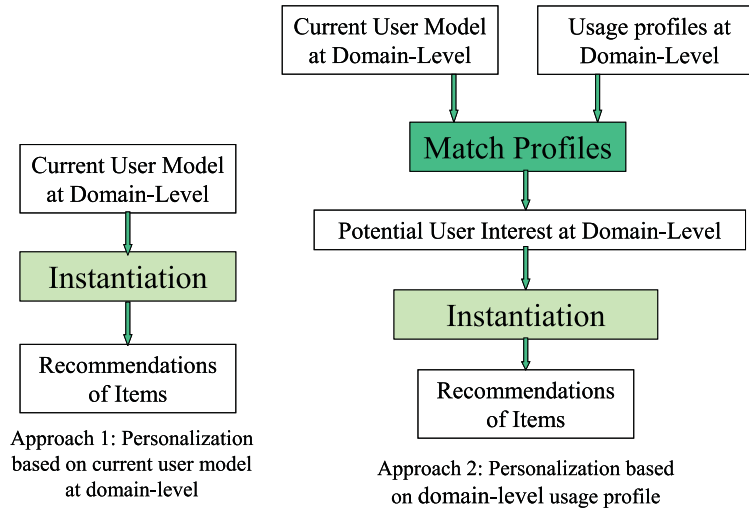 Current User Model
at Domain-Level
Instantiation
Recommendations
of Items
Approach 1: Personalization
based on current user model
at domain-level
Current User Model
at Domain-Level
Usage profiles at
Domain-Level
Match Profiles
Potential User Interest at Domain-Level
Instantiation
Recommendations
of Items
Approach 2: Personalization based
on domain-level usage profile